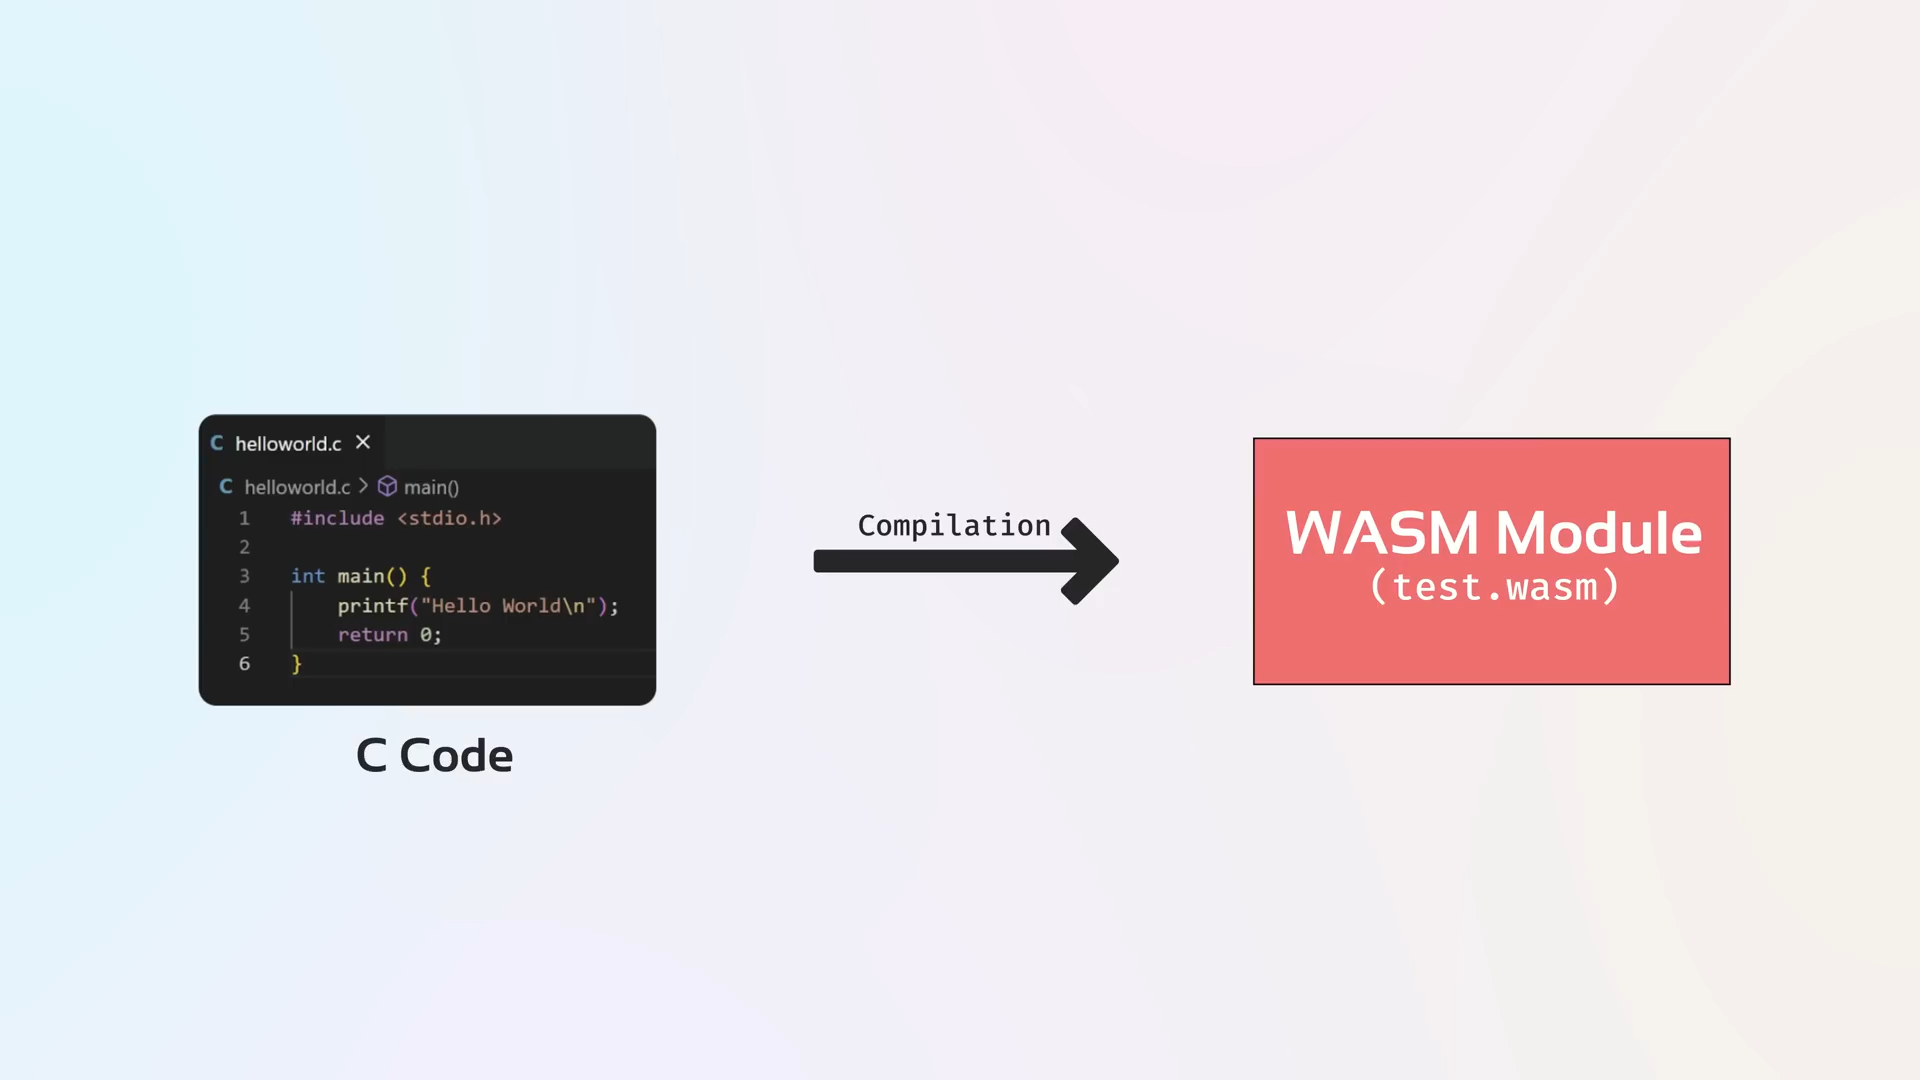 C helloworld.c ×
C helloworld.c > main()
1 #include <stdio.h>
2
3 int main() {
4     printf("Hello World\n");
5     return 0;
6 }
C Code
Compilation
WASM Module
(test.wasm)